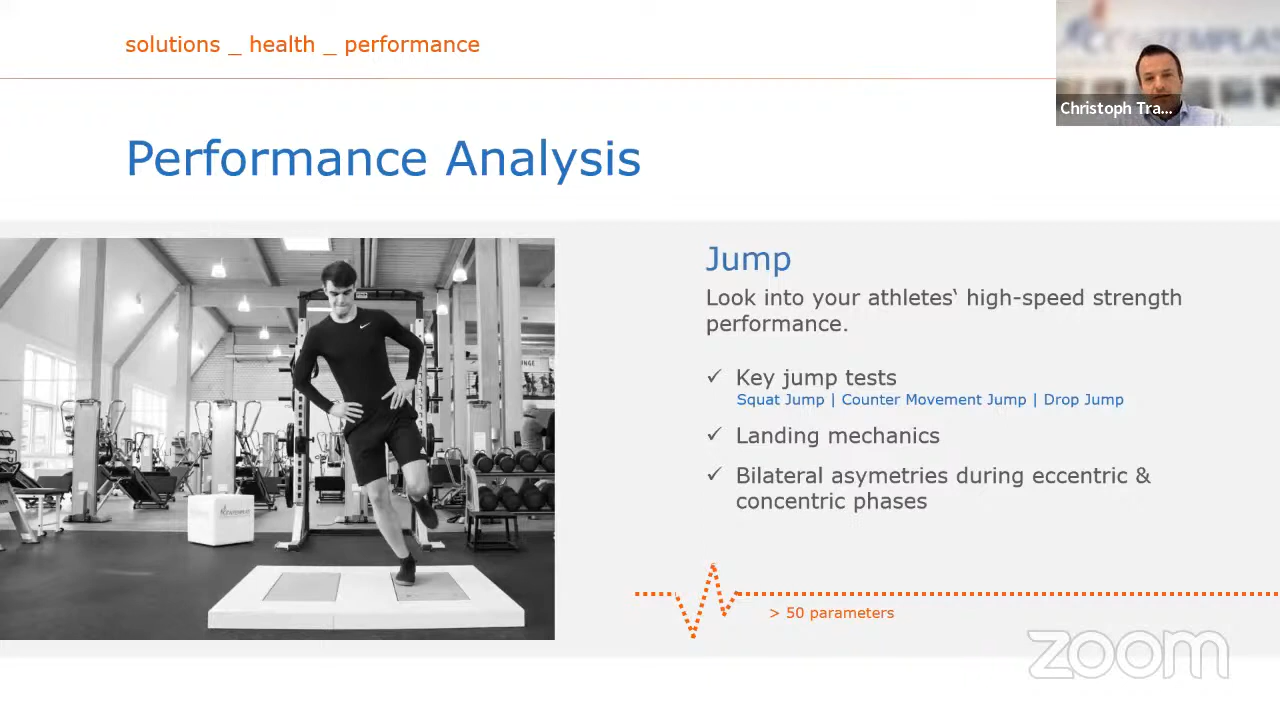 solutions _ health _ performance
Christoph Tra...
Performance Analysis
Jump
Look into your athletes‘ high-speed strength
performance.
✓ Key jump tests
Squat Jump | Counter Movement Jump | Drop Jump
✓ Landing mechanics
✓ Bilateral asymetries during eccentric &
concentric phases
> 50 parameters
zoom